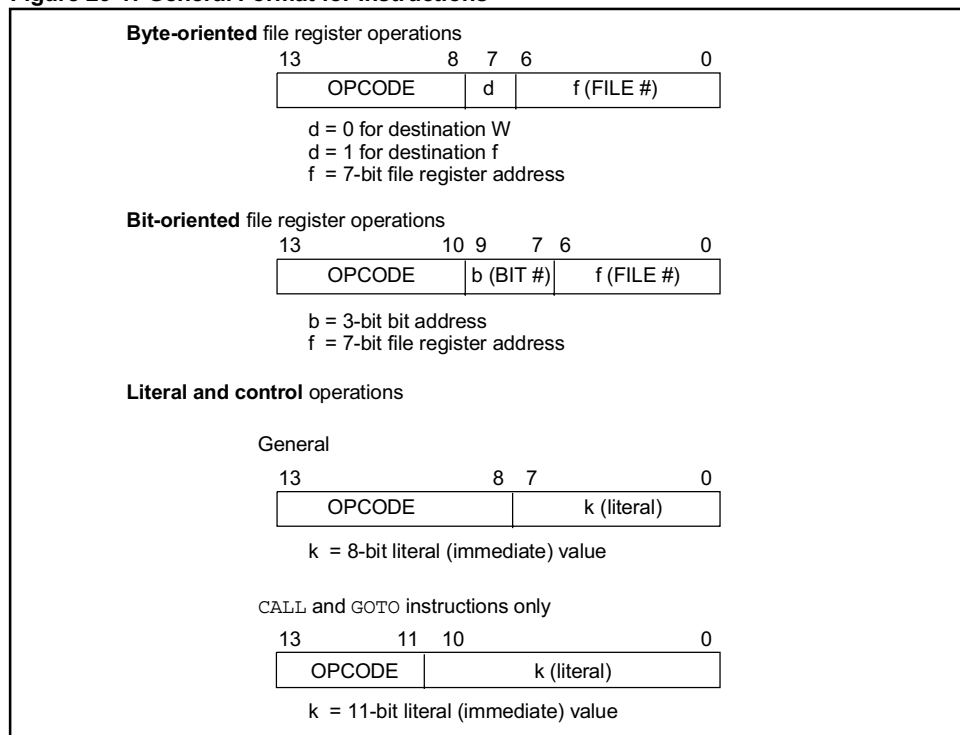 Byte-oriented file register operations
13 8 7 6 0
OPCODE d f (FILE #)
d = 0 for destination W
d = 1 for destination f
f = 7-bit file register address
Bit-oriented file register operations
13 10 9 7 6 0
OPCODE b (BIT #) f (FILE #)
b = 3-bit bit address
f = 7-bit file register address
Literal and control operations
General
13 8 7 0
OPCODE k (literal)
k = 8-bit literal (immediate) value
CALL and GOTO instructions only
13 11 10 0
OPCODE k (literal)
k = 11-bit literal (immediate) value